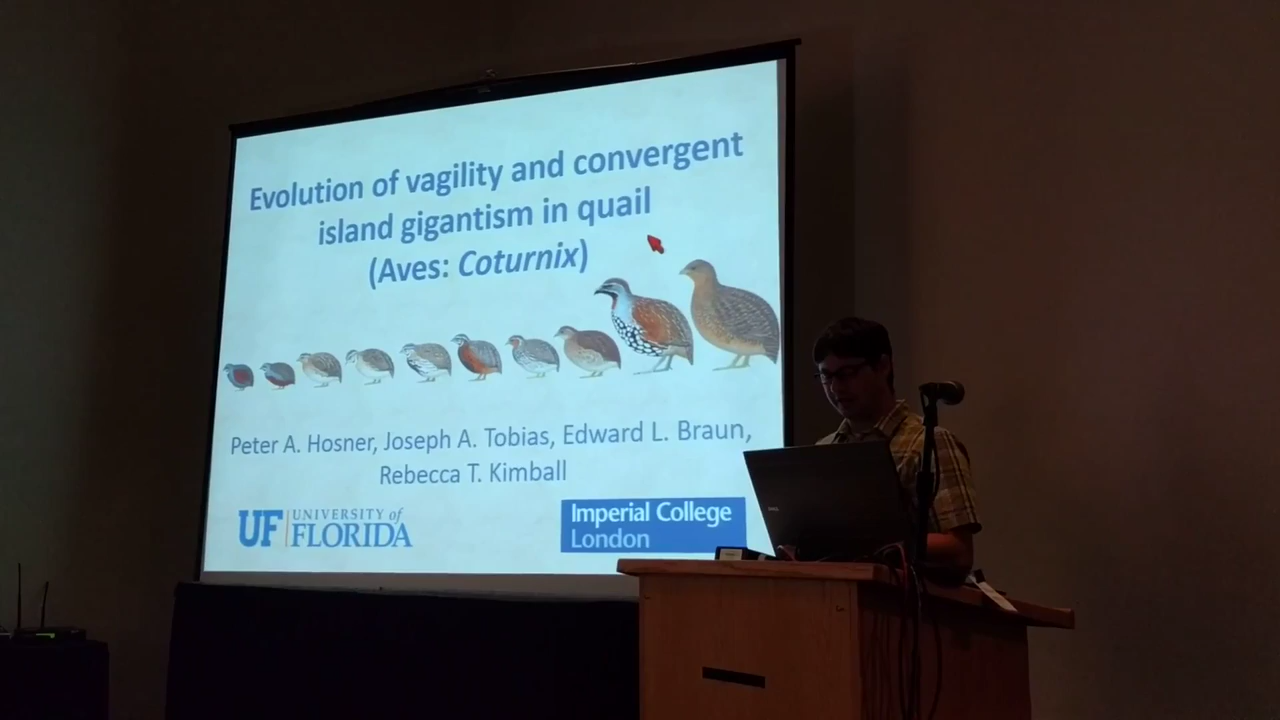 Evolution of vagility and convergent
island gigantism in quail
(Aves: Coturnix)
Peter A. Hosner, Joseph A. Tobias, Edward L. Braun,
Rebecca T. Kimball
UF UNIVERSITY of
FLORIDA
Imperial College
London